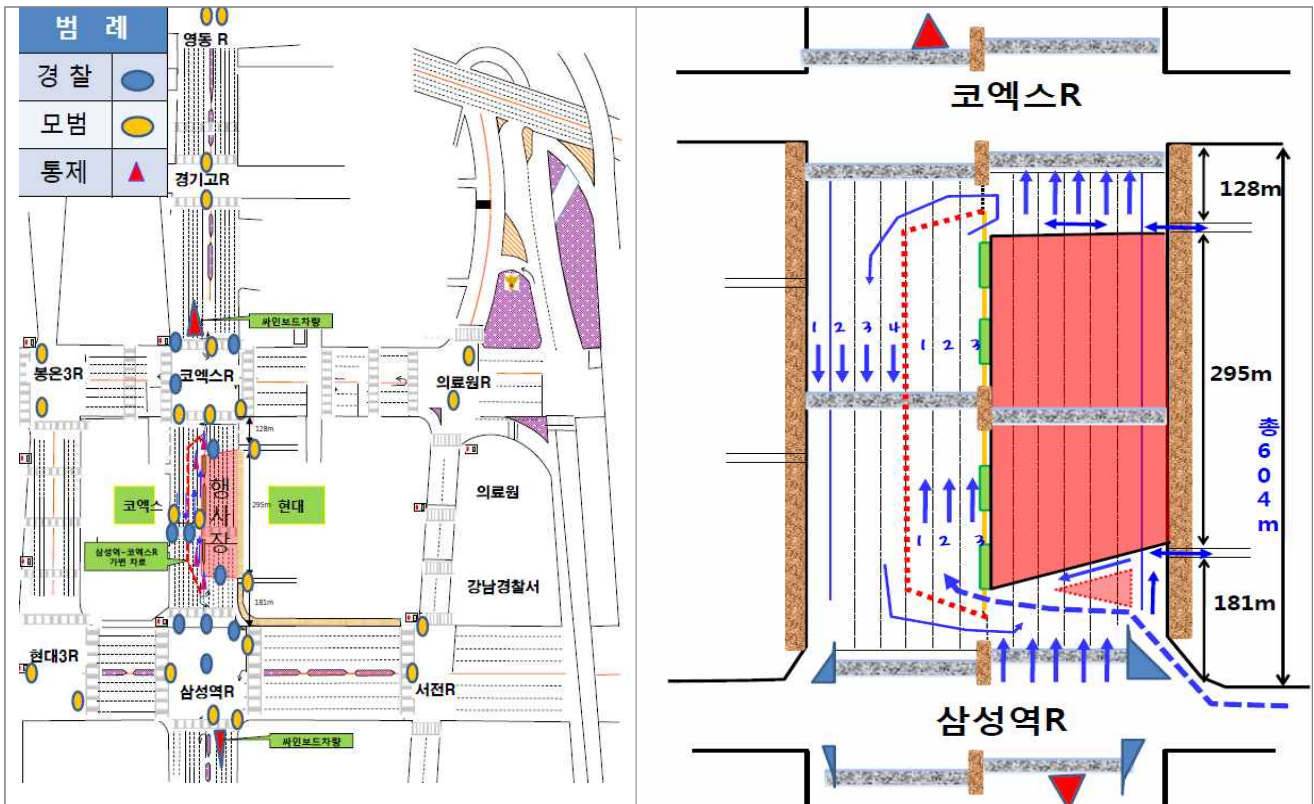 범 례
경 찰
모범
통제
영동 R
경기고R
싸인보드차량
봉은3R
코엑스R
의료원R
128m
코엑스
행사장
295m
현대
삼성역-코엑스R
가변 차로
181m
의료원
강남경찰서
현대3R
삼성역R
서전R
싸인보드차량
코엑스R
128m
1 2 3 4
1 2 3
295m
총604m
1 2 3
181m
삼성역R